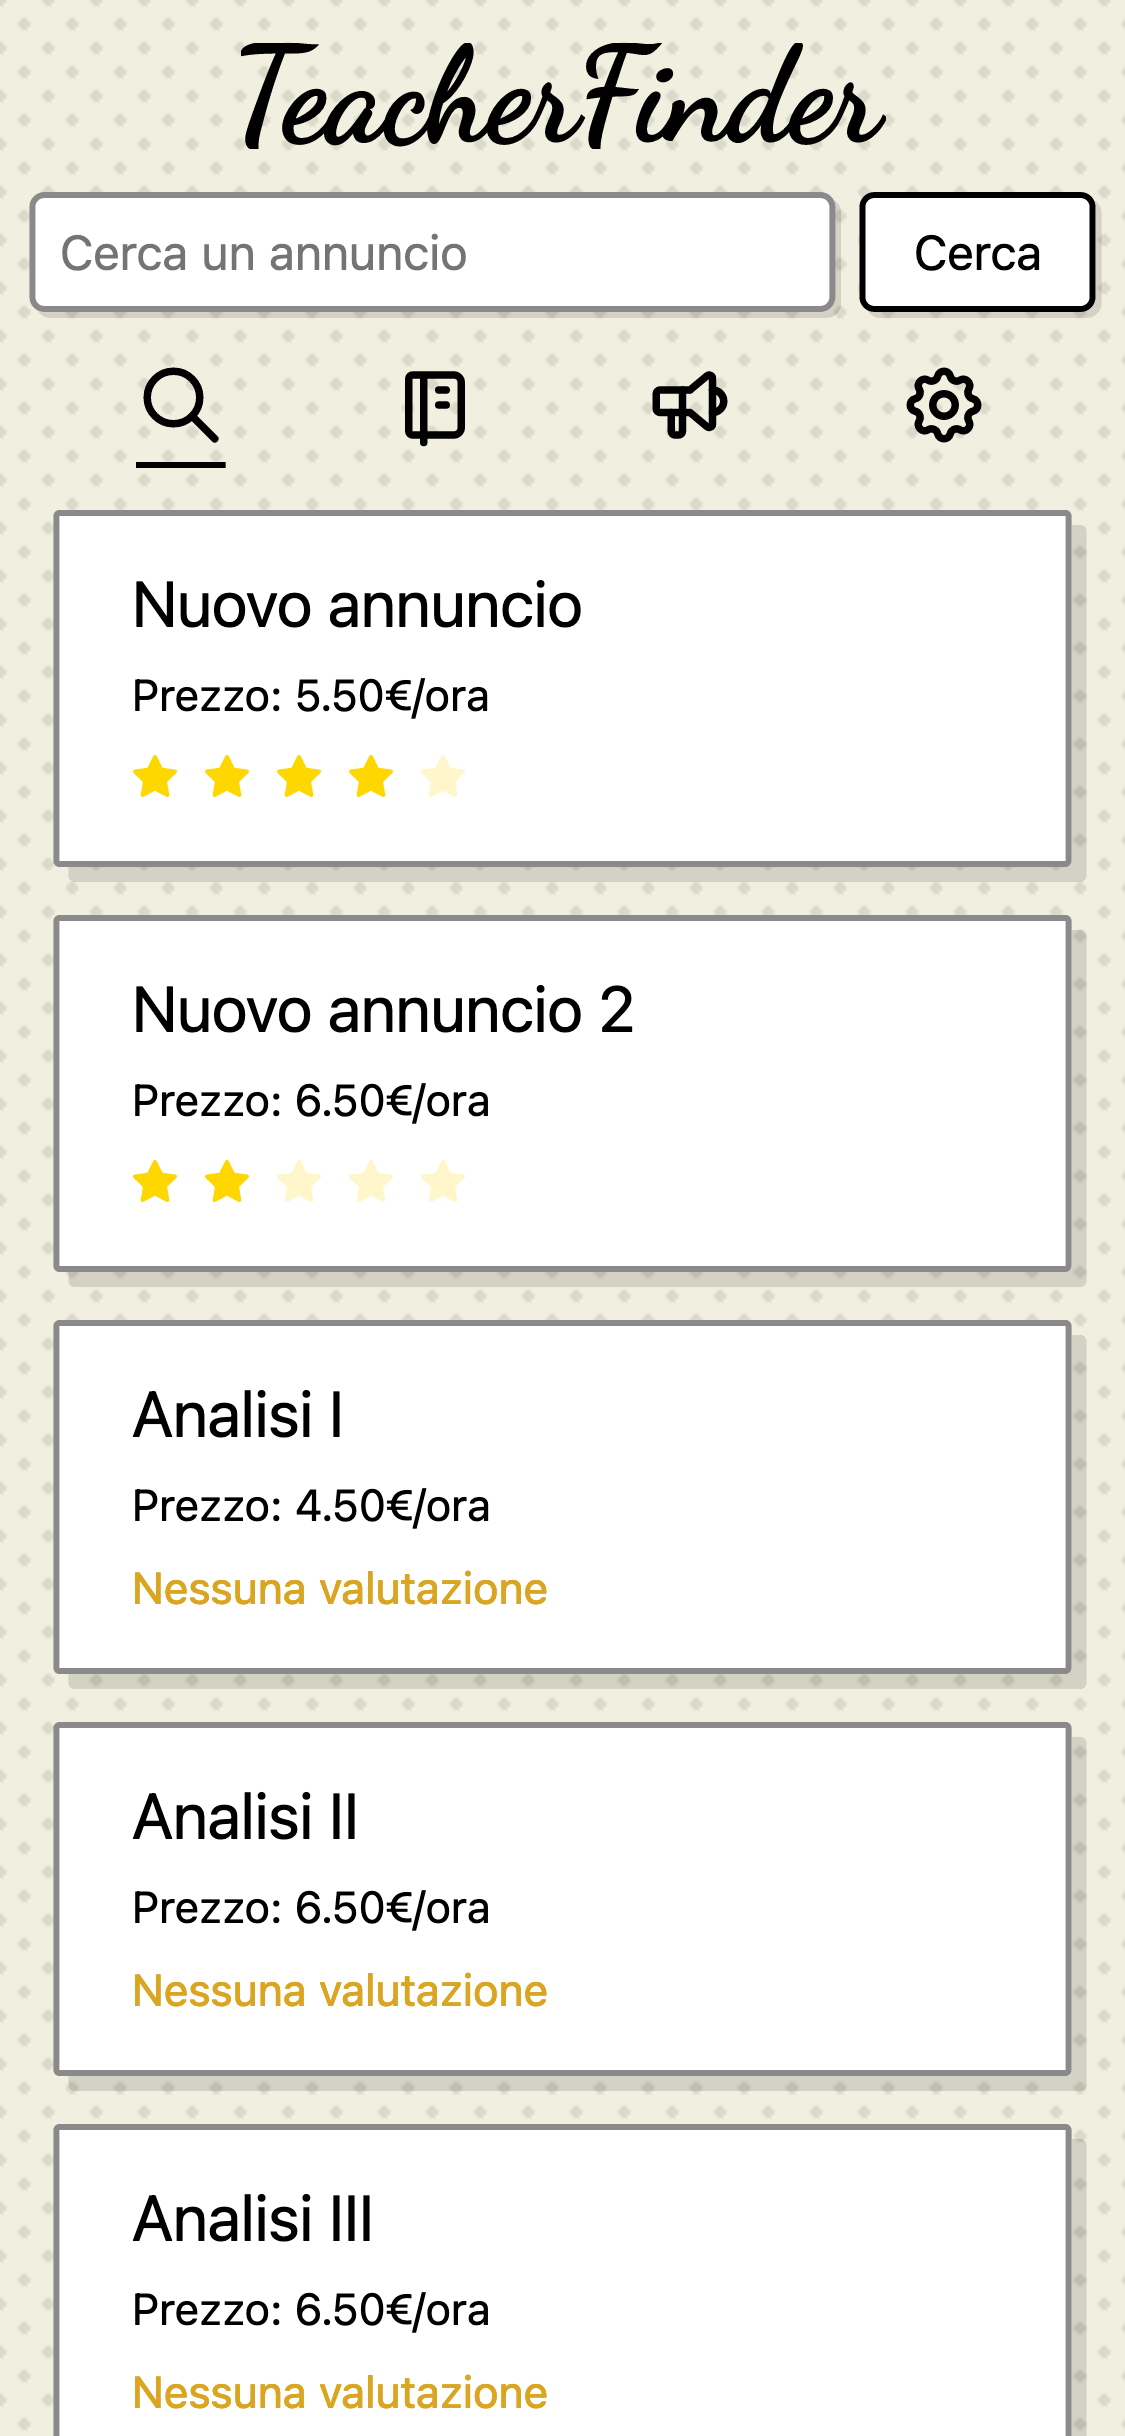 TeacherFinder
Cerca un annuncio
Cerca
Nuovo annuncio
Prezzo: 5.50€/ora
Nuovo annuncio 2
Prezzo: 6.50€/ora
Analisi I
Prezzo: 4.50€/ora
Nessuna valutazione
Analisi II
Prezzo: 6.50€/ora
Nessuna valutazione
Analisi III
Prezzo: 6.50€/ora
Nessuna valutazione